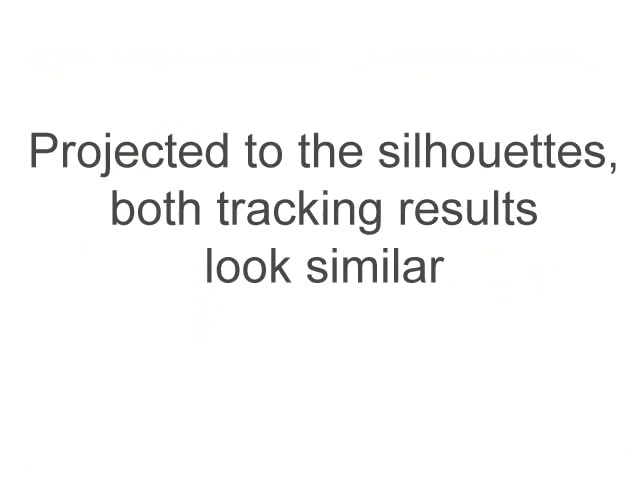 Projected to the silhouettes,
both tracking results
look similar